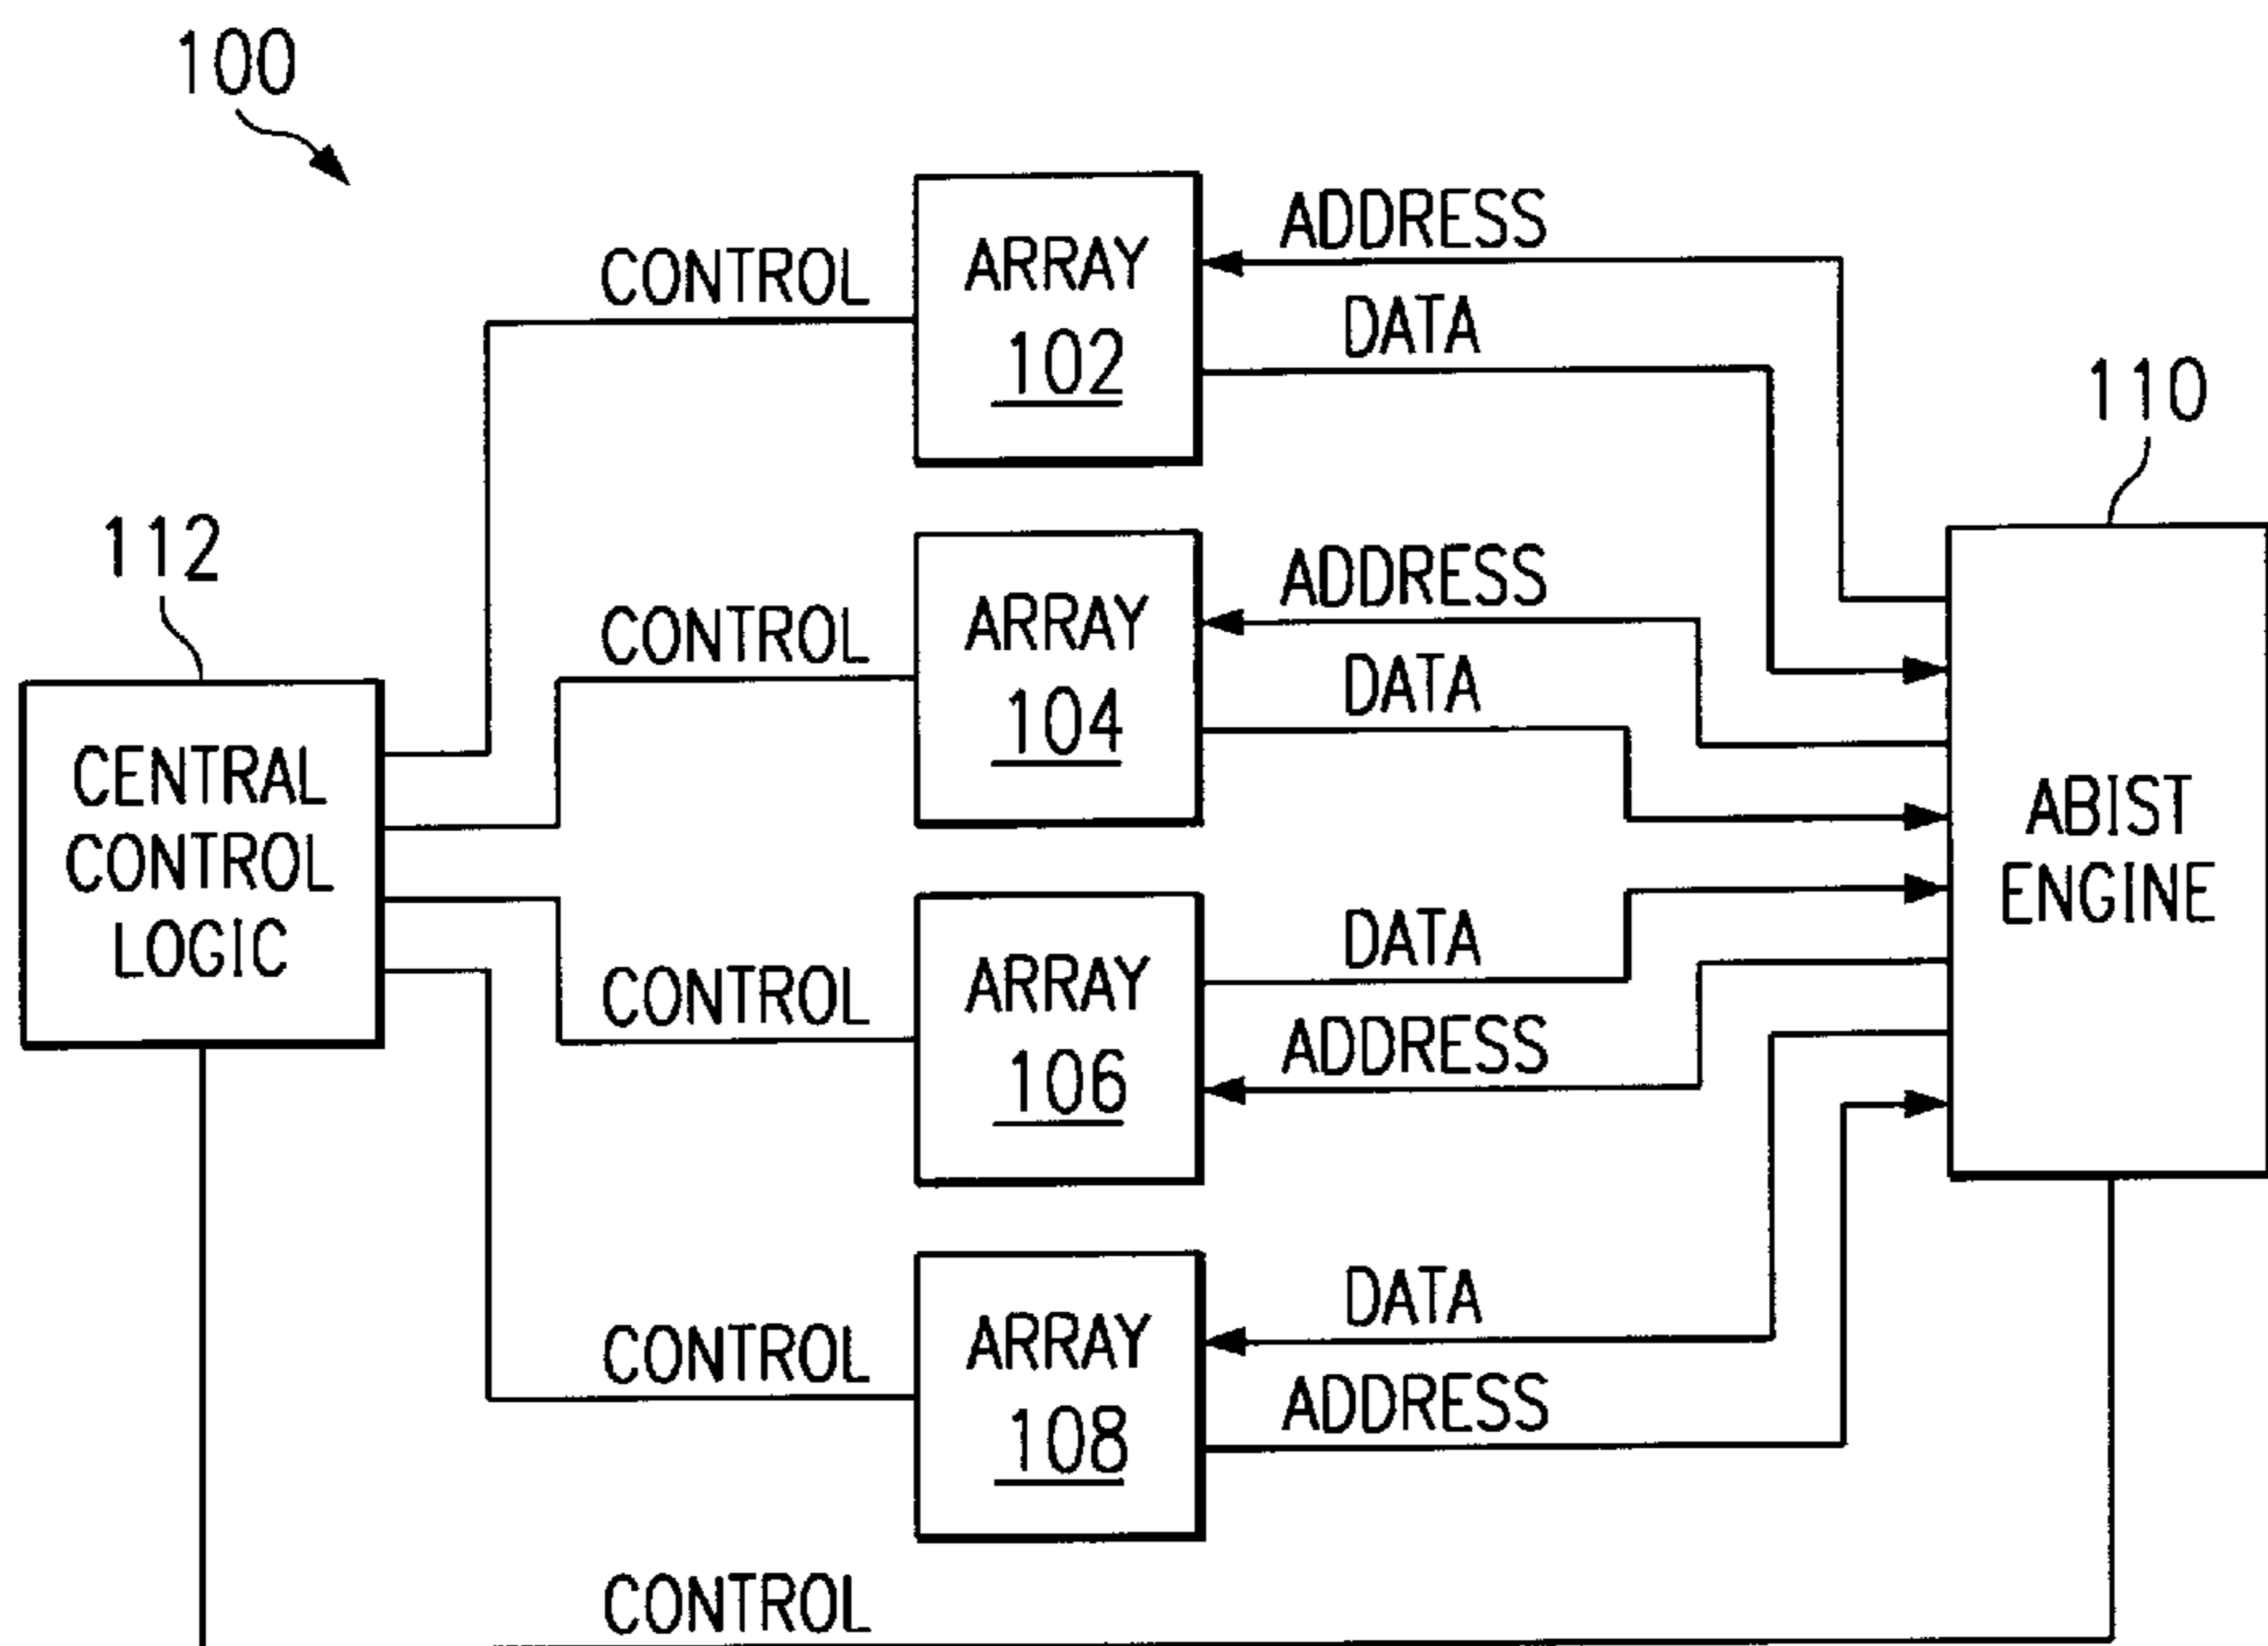 100
ADDRESS
CONTROL
ARRAY
102
DATA
110
112
ADDRESS
CONTROL
ARRAY
104
DATA
CENTRAL
CONTROL
LOGIC
ABIST
ENGINE
DATA
CONTROL
ARRAY
106
ADDRESS
DATA
CONTROL
ARRAY
108
ADDRESS
CONTROL